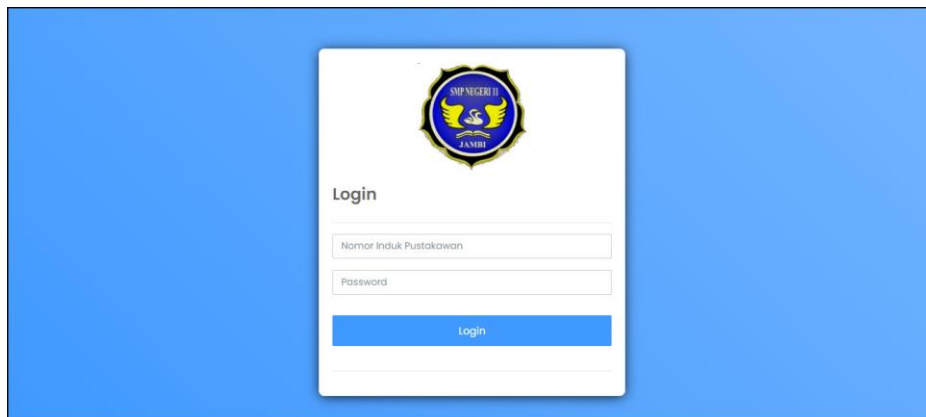 SMP NEGERI 11
JAMBI
Login
Nomor Induk Pustakawan
Password
Login